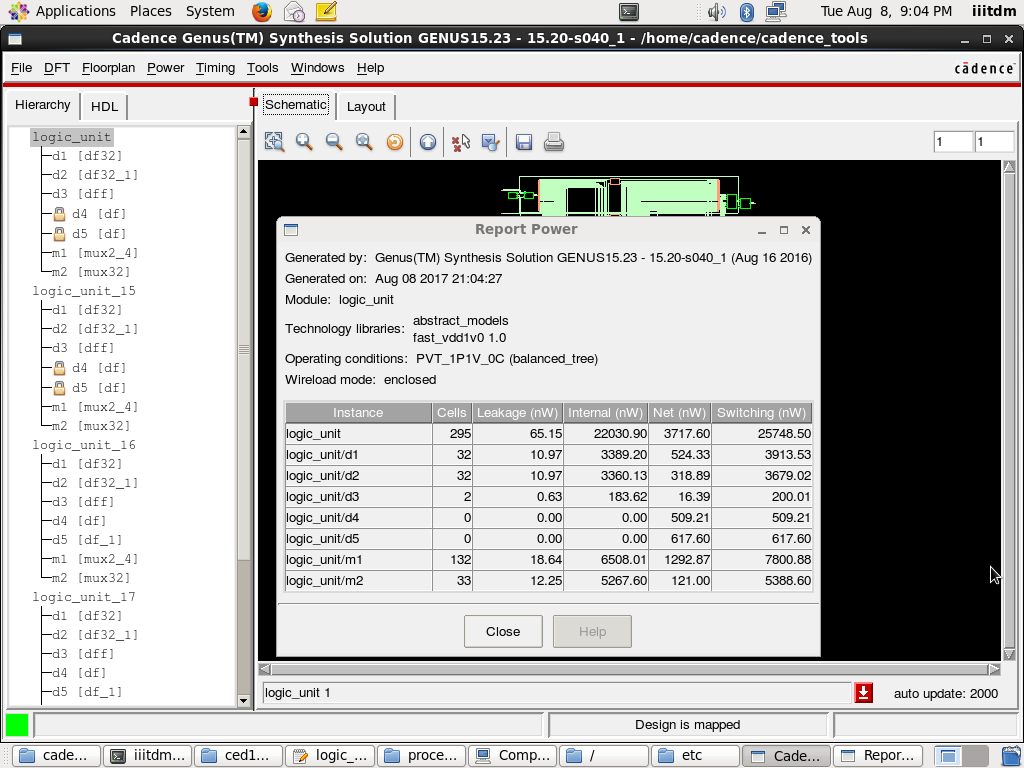 Applications Places System Tue Aug 8, 9:04 PM iiitdm
Cadence Genus(TM) Synthesis Solution GENUS15.23 - 15.20-s040_1 - /home/cadence/cadence_tools
File DFT Floorplan Power Timing Tools Windows Help cādence
Hierarchy HDL
logic_unit
d1 [df32]
d2 [df32_1]
d3 [dff]
d4 [df]
d5 [df]
m1 [mux2_4]
m2 [mux32]
logic_unit_15
d1 [df32]
d2 [df32_1]
d3 [dff]
d4 [df]
d5 [df]
m1 [mux2_4]
m2 [mux32]
logic_unit_16
d1 [df32]
d2 [df32_1]
d3 [dff]
d4 [df]
d5 [df_1]
m1 [mux2_4]
m2 [mux32]
logic_unit_17
d1 [df32]
d2 [df32_1]
d3 [dff]
d4 [df]
d5 [df_1]
Schematic Layout
1 1
Report Power
Generated by: Genus(TM) Synthesis Solution GENUS15.23 - 15.20-s040_1 (Aug 16 2016)
Generated on: Aug 08 2017 21:04:27
Module: logic_unit
Technology libraries: abstract_models
fast_vdd1v0 1.0
Operating conditions: PVT_1P1V_0C (balanced_tree)
Wireload mode: enclosed
Instance Cells Leakage (nW) Internal (nW) Net (nW) Switching (nW)
logic_unit 295 65.15 22030.90 3717.60 25748.50
logic_unit/d1 32 10.97 3389.20 524.33 3913.53
logic_unit/d2 32 10.97 3360.13 318.89 3679.02
logic_unit/d3 2 0.63 183.62 16.39 200.01
logic_unit/d4 0 0.00 0.00 509.21 509.21
logic_unit/d5 0 0.00 0.00 617.60 617.60
logic_unit/m1 132 18.64 6508.01 1292.87 7800.88
logic_unit/m2 33 12.25 5267.60 121.00 5388.60
Close Help
logic_unit 1 auto update: 2000
Design is mapped
cade... iiitdm... ced1... logic_... proce... Comp... / etc Cade... Repor...